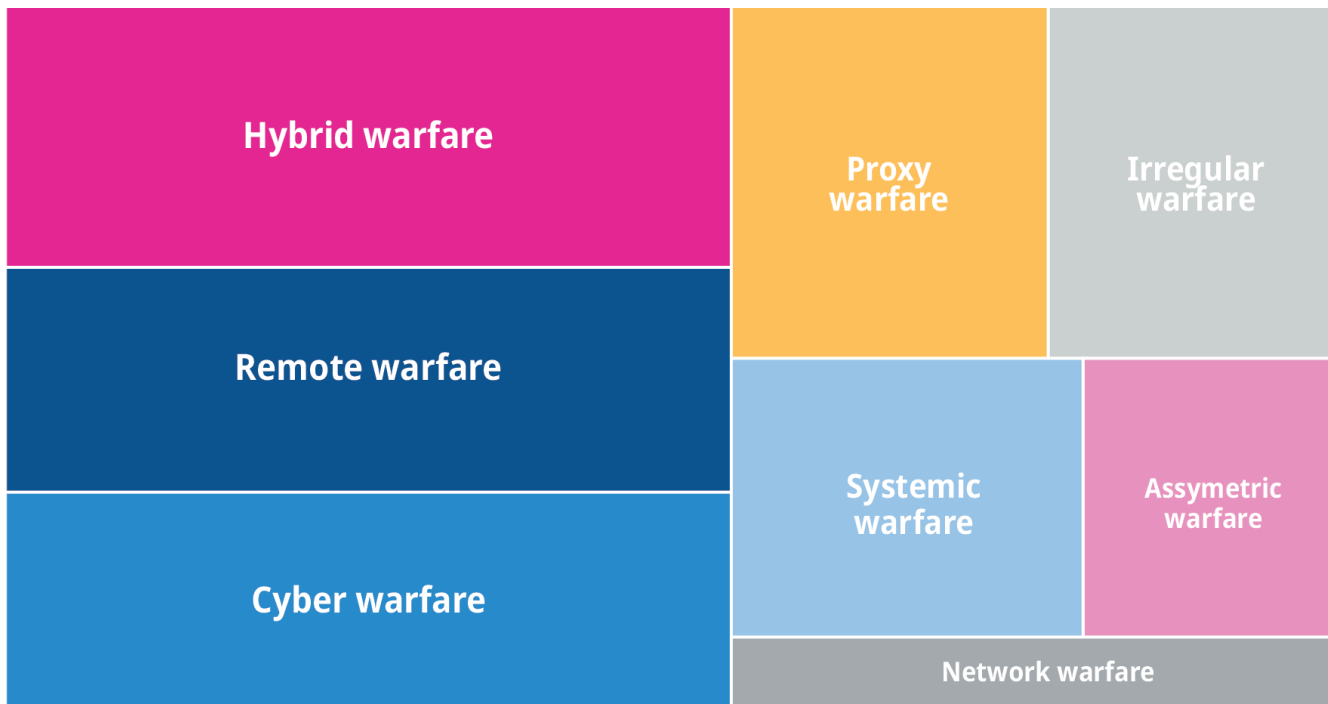 Hybrid warfare
Remote warfare
Cyber warfare
Proxy
warfare
Irregular
warfare
Systemic
warfare
Assymetric
warfare
Network warfare